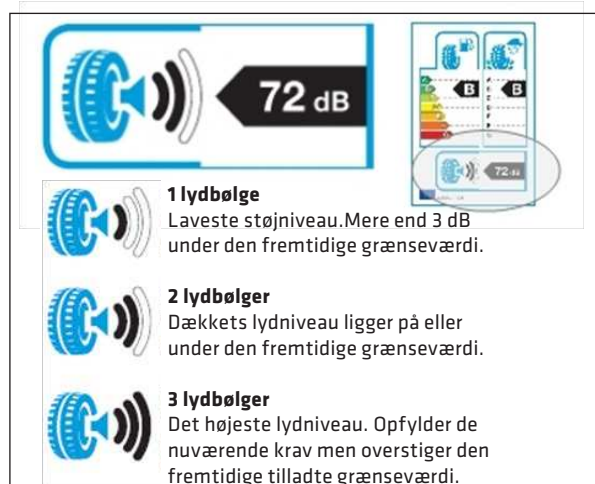 72 dB
B
B
72 dB
1 lydbølge
Laveste støjniveau.Mere end 3 dB
under den fremtidige grænseværdi.
2 lydbølger
Dækkets lydniveau ligger på eller
under den fremtidige grænseværdi.
3 lydbølger
Det højeste lydniveau. Opfylder de
nuværende krav men overstiger den
fremtidige tilladte grænseværdi.